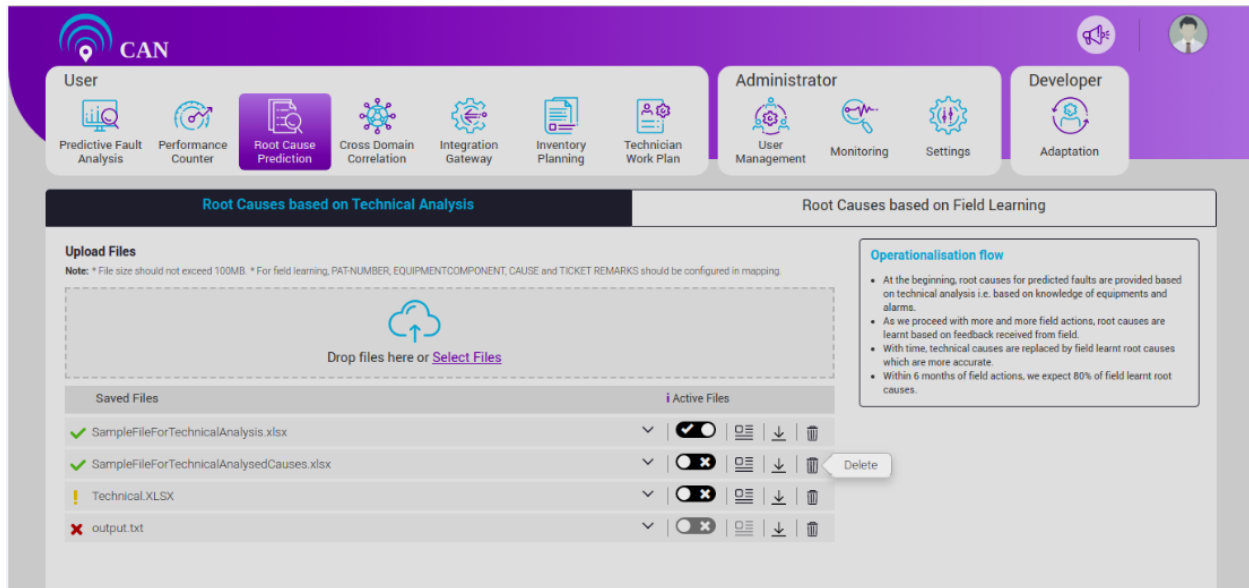 CAN
User
Administrator
Developer
Predictive Fault
Analysis
Performance
Counter
Root Cause
Prediction
Cross Domain
Correlation
Integration
Gateway
Inventory
Planning
Technician
Work Plan
User
Management
Monitoring
Settings
Adaptation
Root Causes based on Technical Analysis
Root Causes based on Field Learning
Upload Files
Note: * File size should not exceed 100MB. * For field learning, PAT-NUMBER, EQUIPMENTCOMPONENT, CAUSE and TICKET REMARKS should be configured in mapping.
Drop files here or Select Files
Saved Files
i Active Files
SampleFileForTechnicalAnalysis.xlsx
SampleFileForTechnicalAnalysedCauses.xlsx
Delete
Technical.XLSX
output.txt
Operationalisation flow
• At the beginning, root causes for predicted faults are provided based
on technical analysis i.e. based on knowledge of equipments and
alarms.
• As we proceed with more and more field actions, root causes are
learnt based on feedback received from field.
• With time, technical causes are replaced by field learnt root causes
which are more accurate.
• Within 6 months of field actions, we expect 80% of field learnt root
causes.